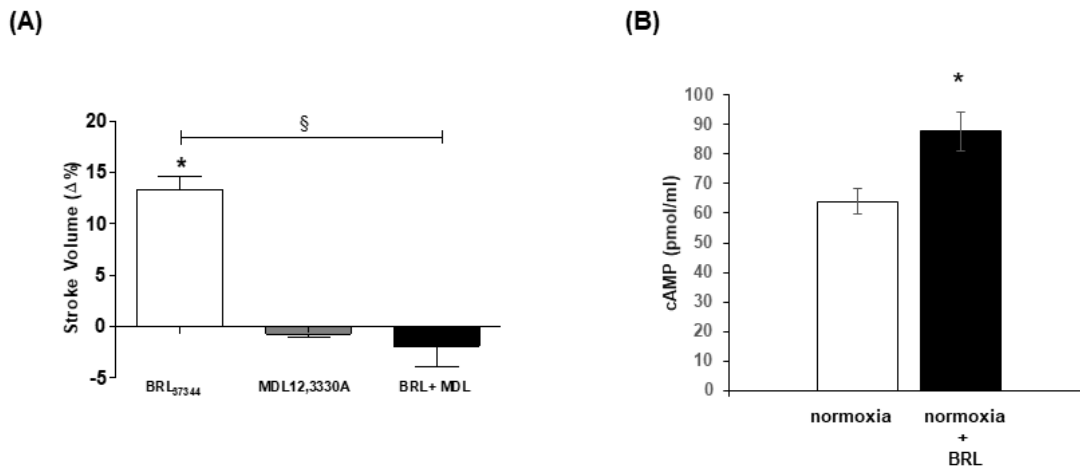 (A)
Stroke Volume (Δ%)
20
15
10
5
0
-5
*
§
BRL37344
MDL12,3330A
BRL+ MDL
(B)
cAMP (pmol/ml)
100
90
80
70
60
50
40
30
20
10
0
*
normoxia
normoxia
+
BRL